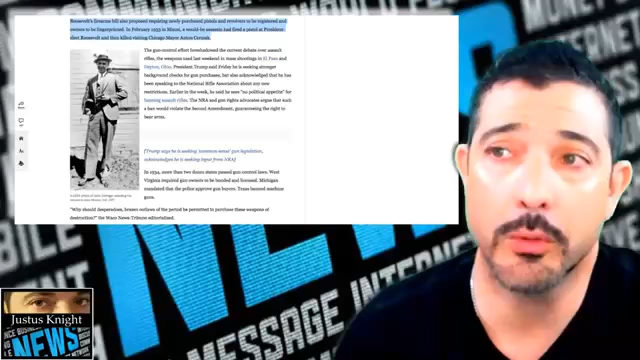 Roosevelt's firearms bill also proposed requiring newly purchased pistols and revolvers to be registered and
owners to be fingerprinted. In February 1933 in Miami, a would-be assassin had fired a pistol at President-
elect Roosevelt and then killed visiting Chicago Mayor Anton Cermak.
The gun-control effort foreshadowed the current debate over assault
rifles, the weapons used last weekend in mass shootings in El Paso and
Dayton, Ohio. President Trump said Friday he is seeking stronger
background checks for gun purchases, but also acknowledged that he has
been speaking to the National Rifle Association about any new
restrictions. Earlier in the week, he said he sees "no political appetite" for
banning assault rifles. The NRA and gun rights advocates argue that such
a ban would violate the Second Amendment, guaranteeing the right to
bear arms.
[Trump says he is seeking 'common sense' gun legislation,
acknowledges he is seeking input from NRA]
In 1934, more than two dozen states passed gun control laws. West
Virginia required gun owners to be bonded and licensed. Michigan
mandated that the police approve gun buyers. Texas banned machine
guns.
"Why should desperadoes, brazen outlaws of the period be permitted to purchase these weapons of
destruction?" the Waco News-Tribune editorialized.
NEWS
MESSAGE INTERNET
MONEY
Justus Knight
NEWS